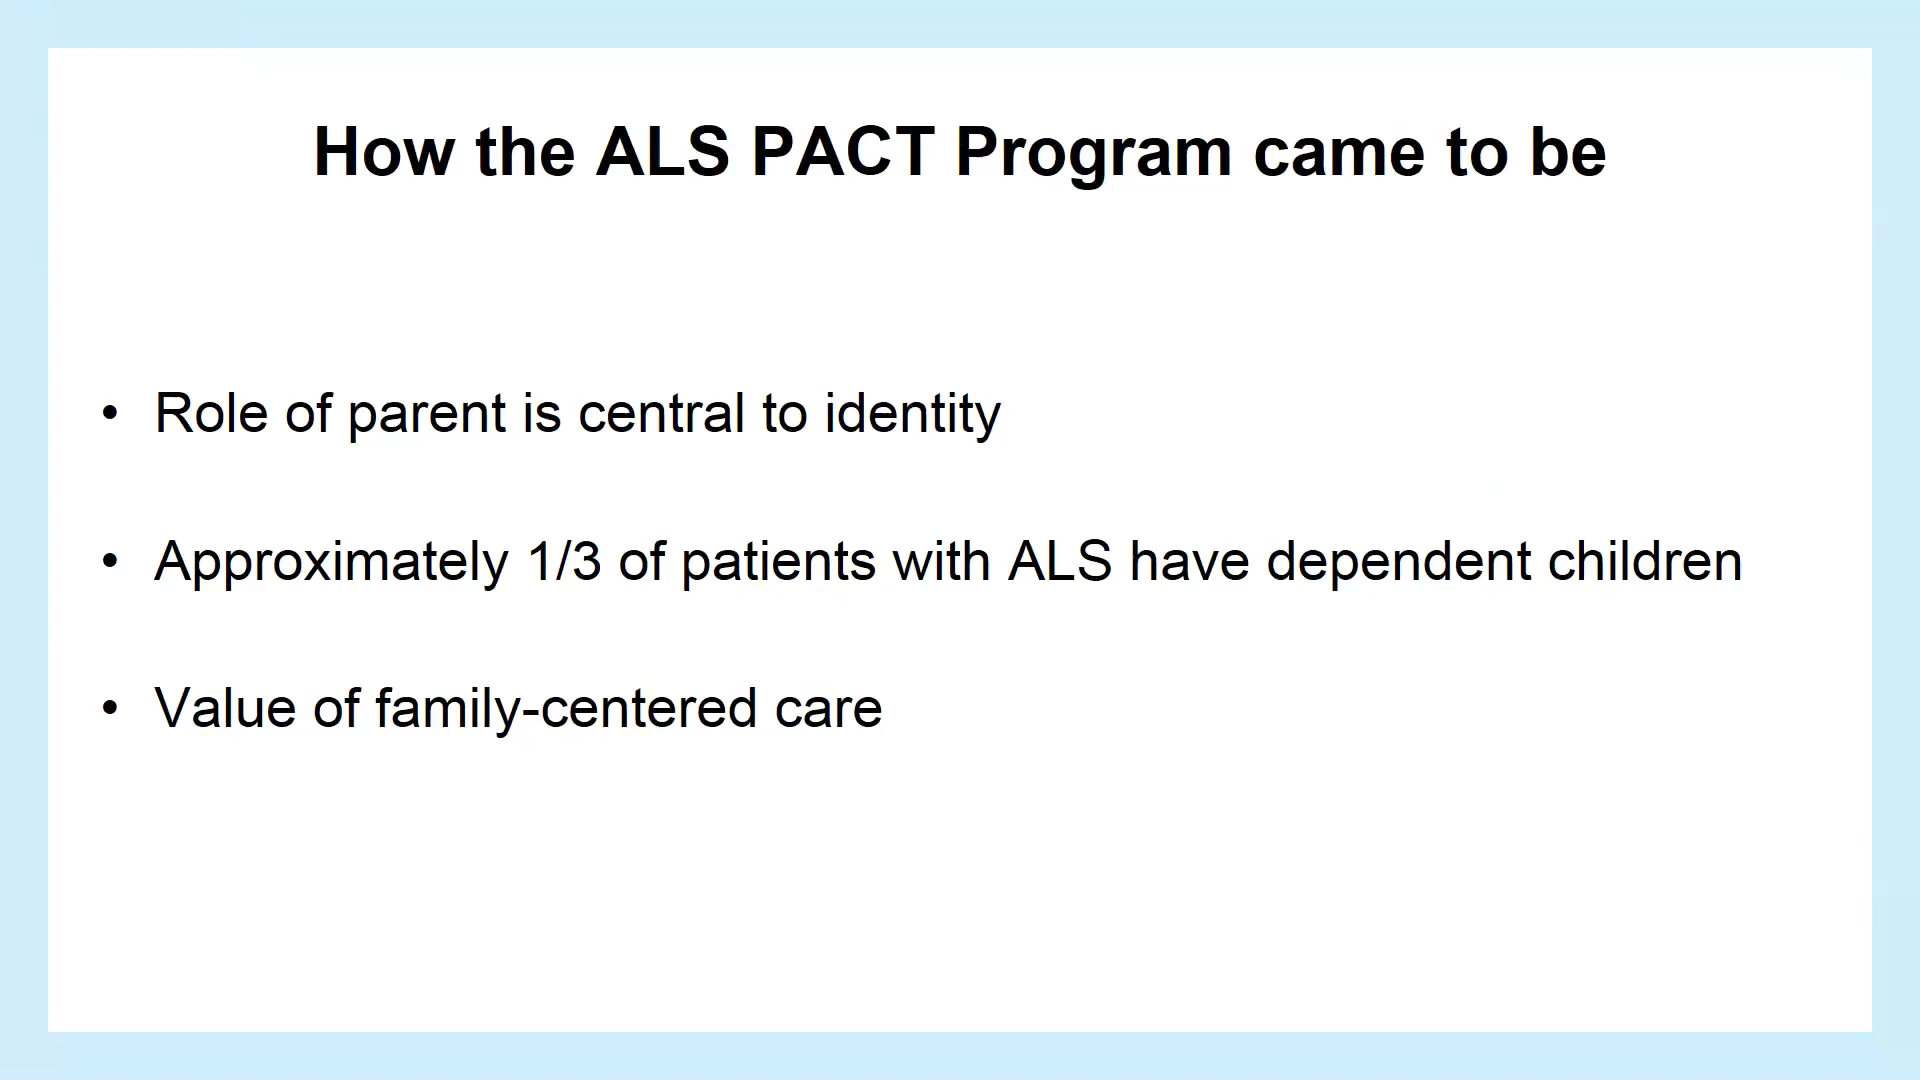 How the ALS PACT Program came to be
• Role of parent is central to identity
• Approximately 1/3 of patients with ALS have dependent children
• Value of family-centered care